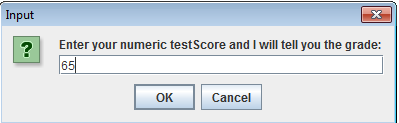 Input
Enter your numeric testScore and I will tell you the grade:
65
OK Cancel